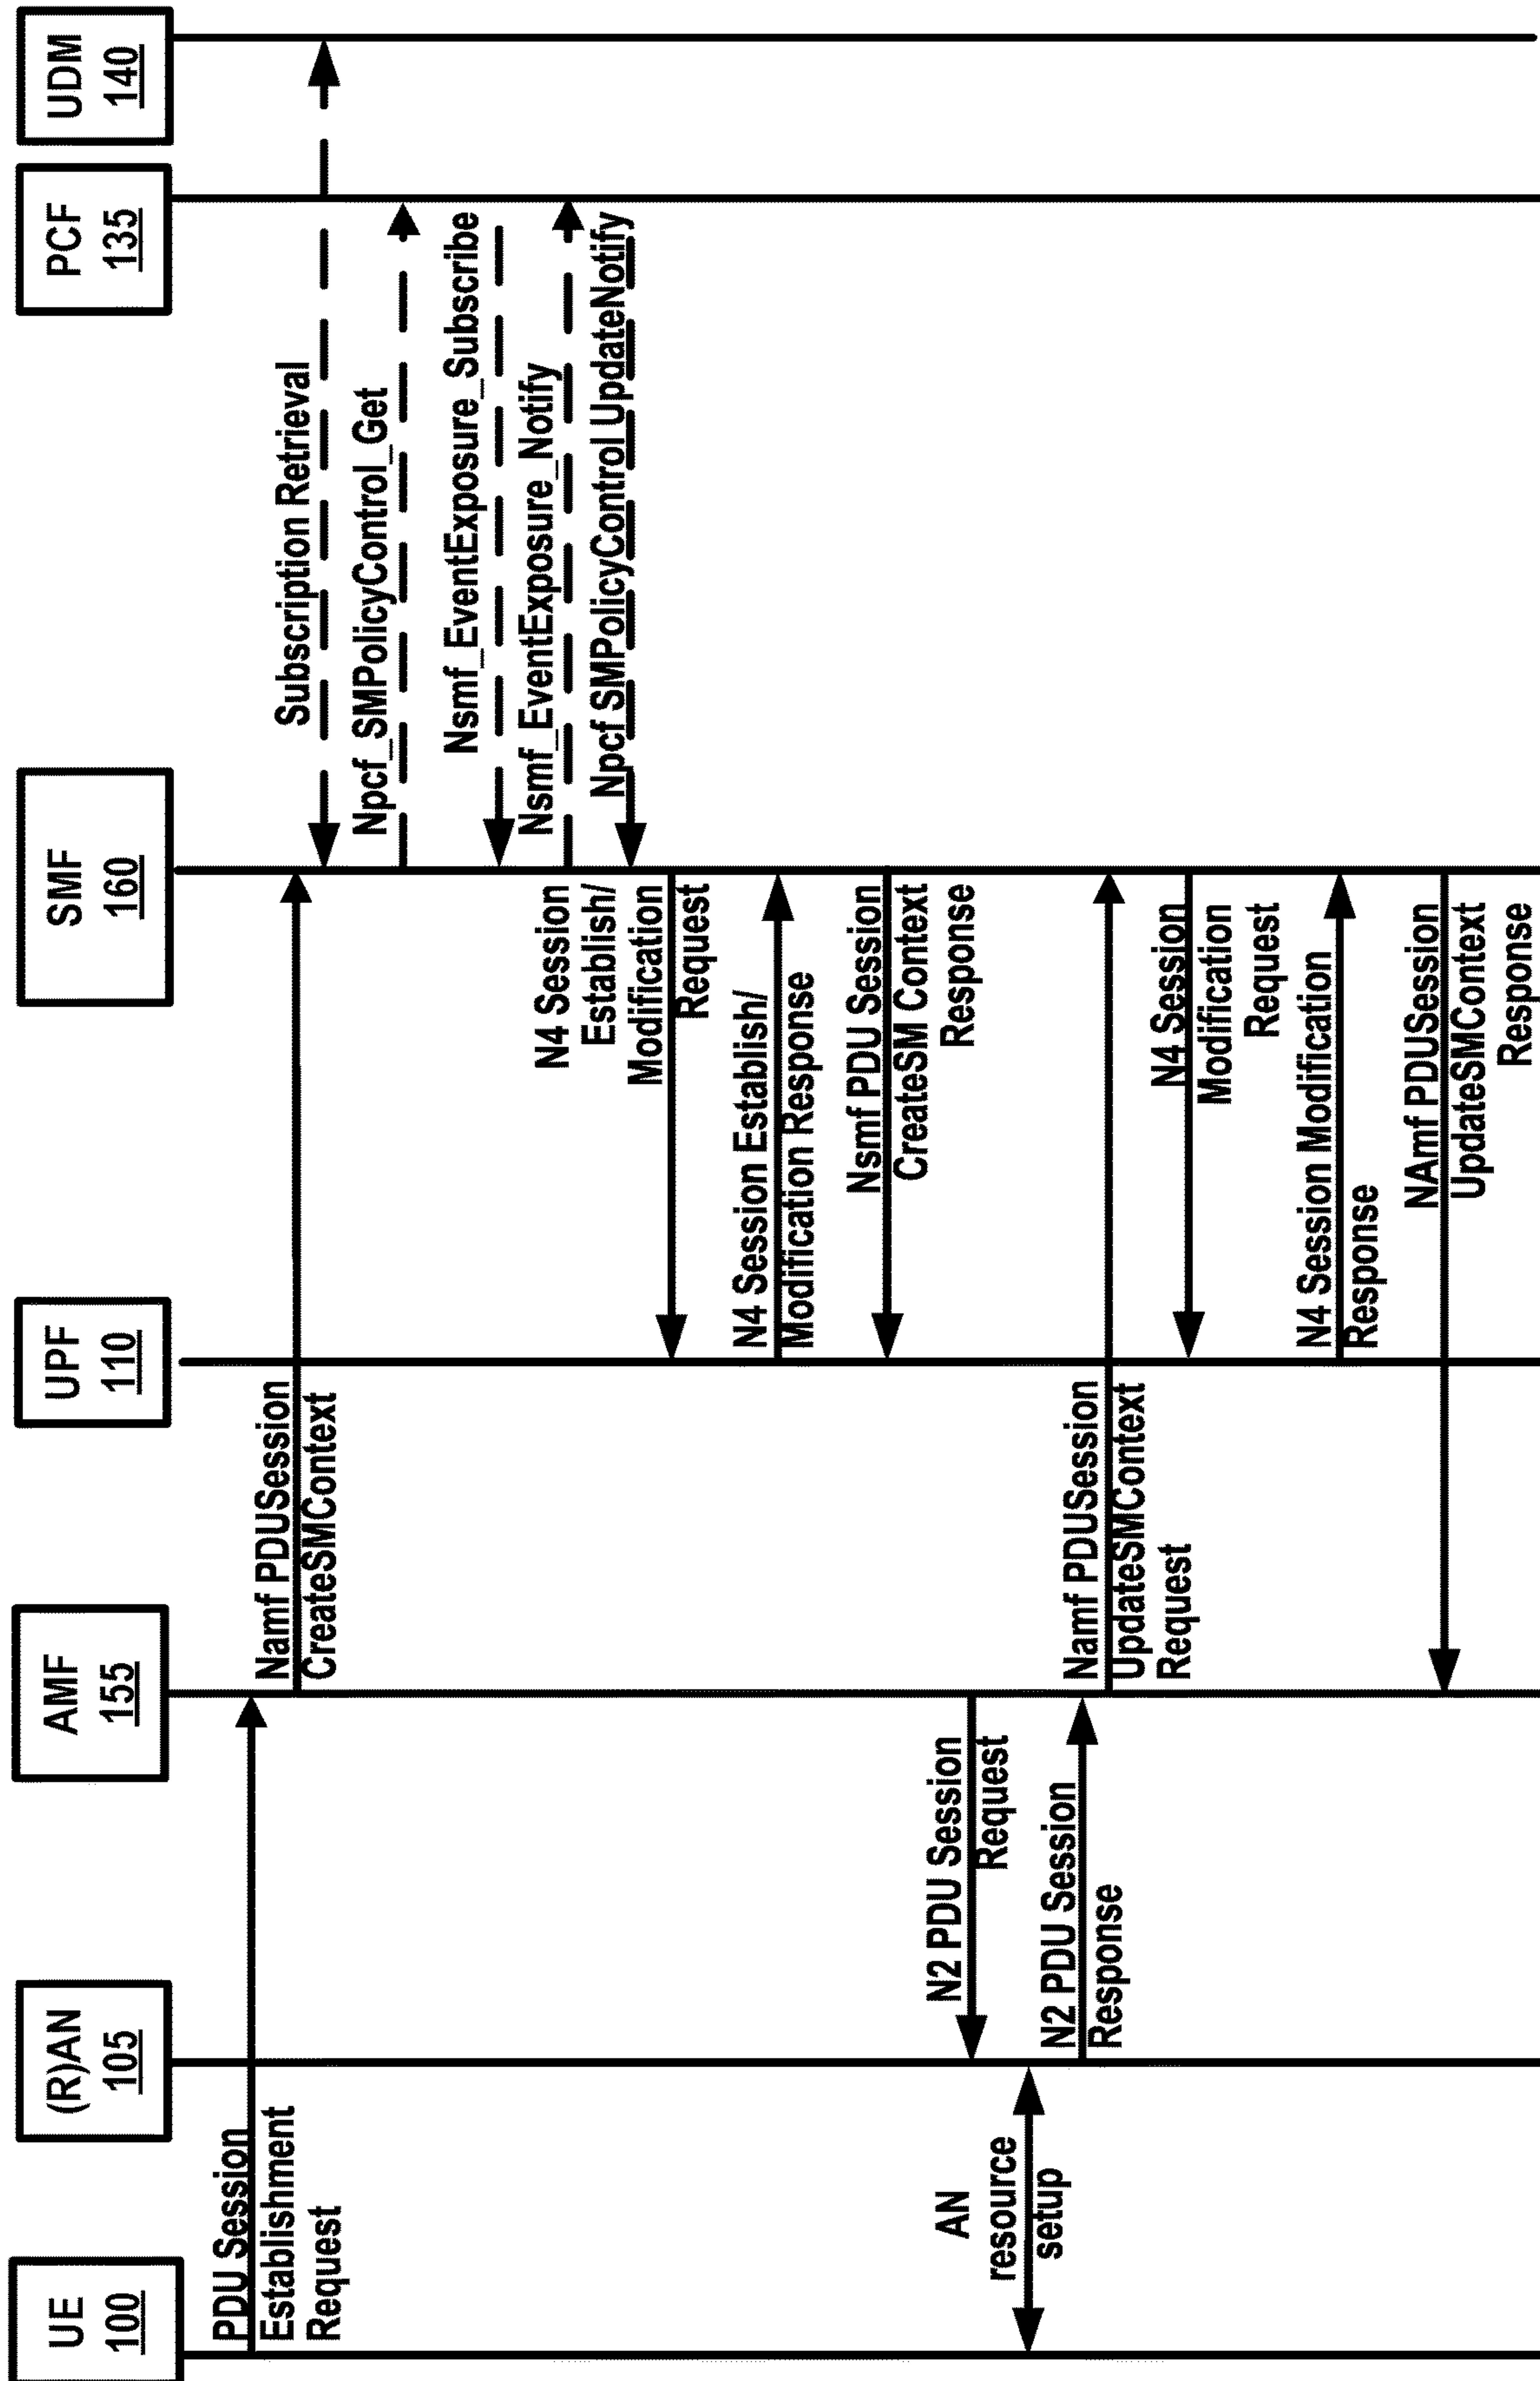 UE
100
(R)AN
105
AMF
155
UPF
110
SMF
160
PCF
135
UDM
140
PDU Session
Establishment
Request
Namf PDUSession
CreateSMContext
Subscription Retrieval
Npcf_SMPolicyControl_Get
Nsmf_EventExposure_Subscribe
Nsmf_EventExposure_Notify
Npcf SMPolicyControl UpdateNotify
N4 Session
Establish/
Modification
Request
N4 Session Establish/
Modification Response
Nsmf PDU Session
CreateSM Context
Response
N2 PDU Session
Request
AN
resource
setup
N2 PDU Session
Response
Namf PDUSession
UpdateSMContext
Request
N4 Session
Modification
Request
N4 Session Modification
Response
NAmf PDUSession
UpdateSMContext
Response